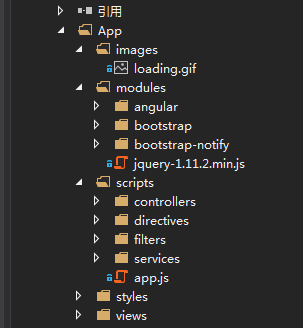 引用
App
images
loading.gif
modules
angular
bootstrap
bootstrap-notify
jquery-1.11.2.min.js
scripts
controllers
directives
filters
services
app.js
styles
views